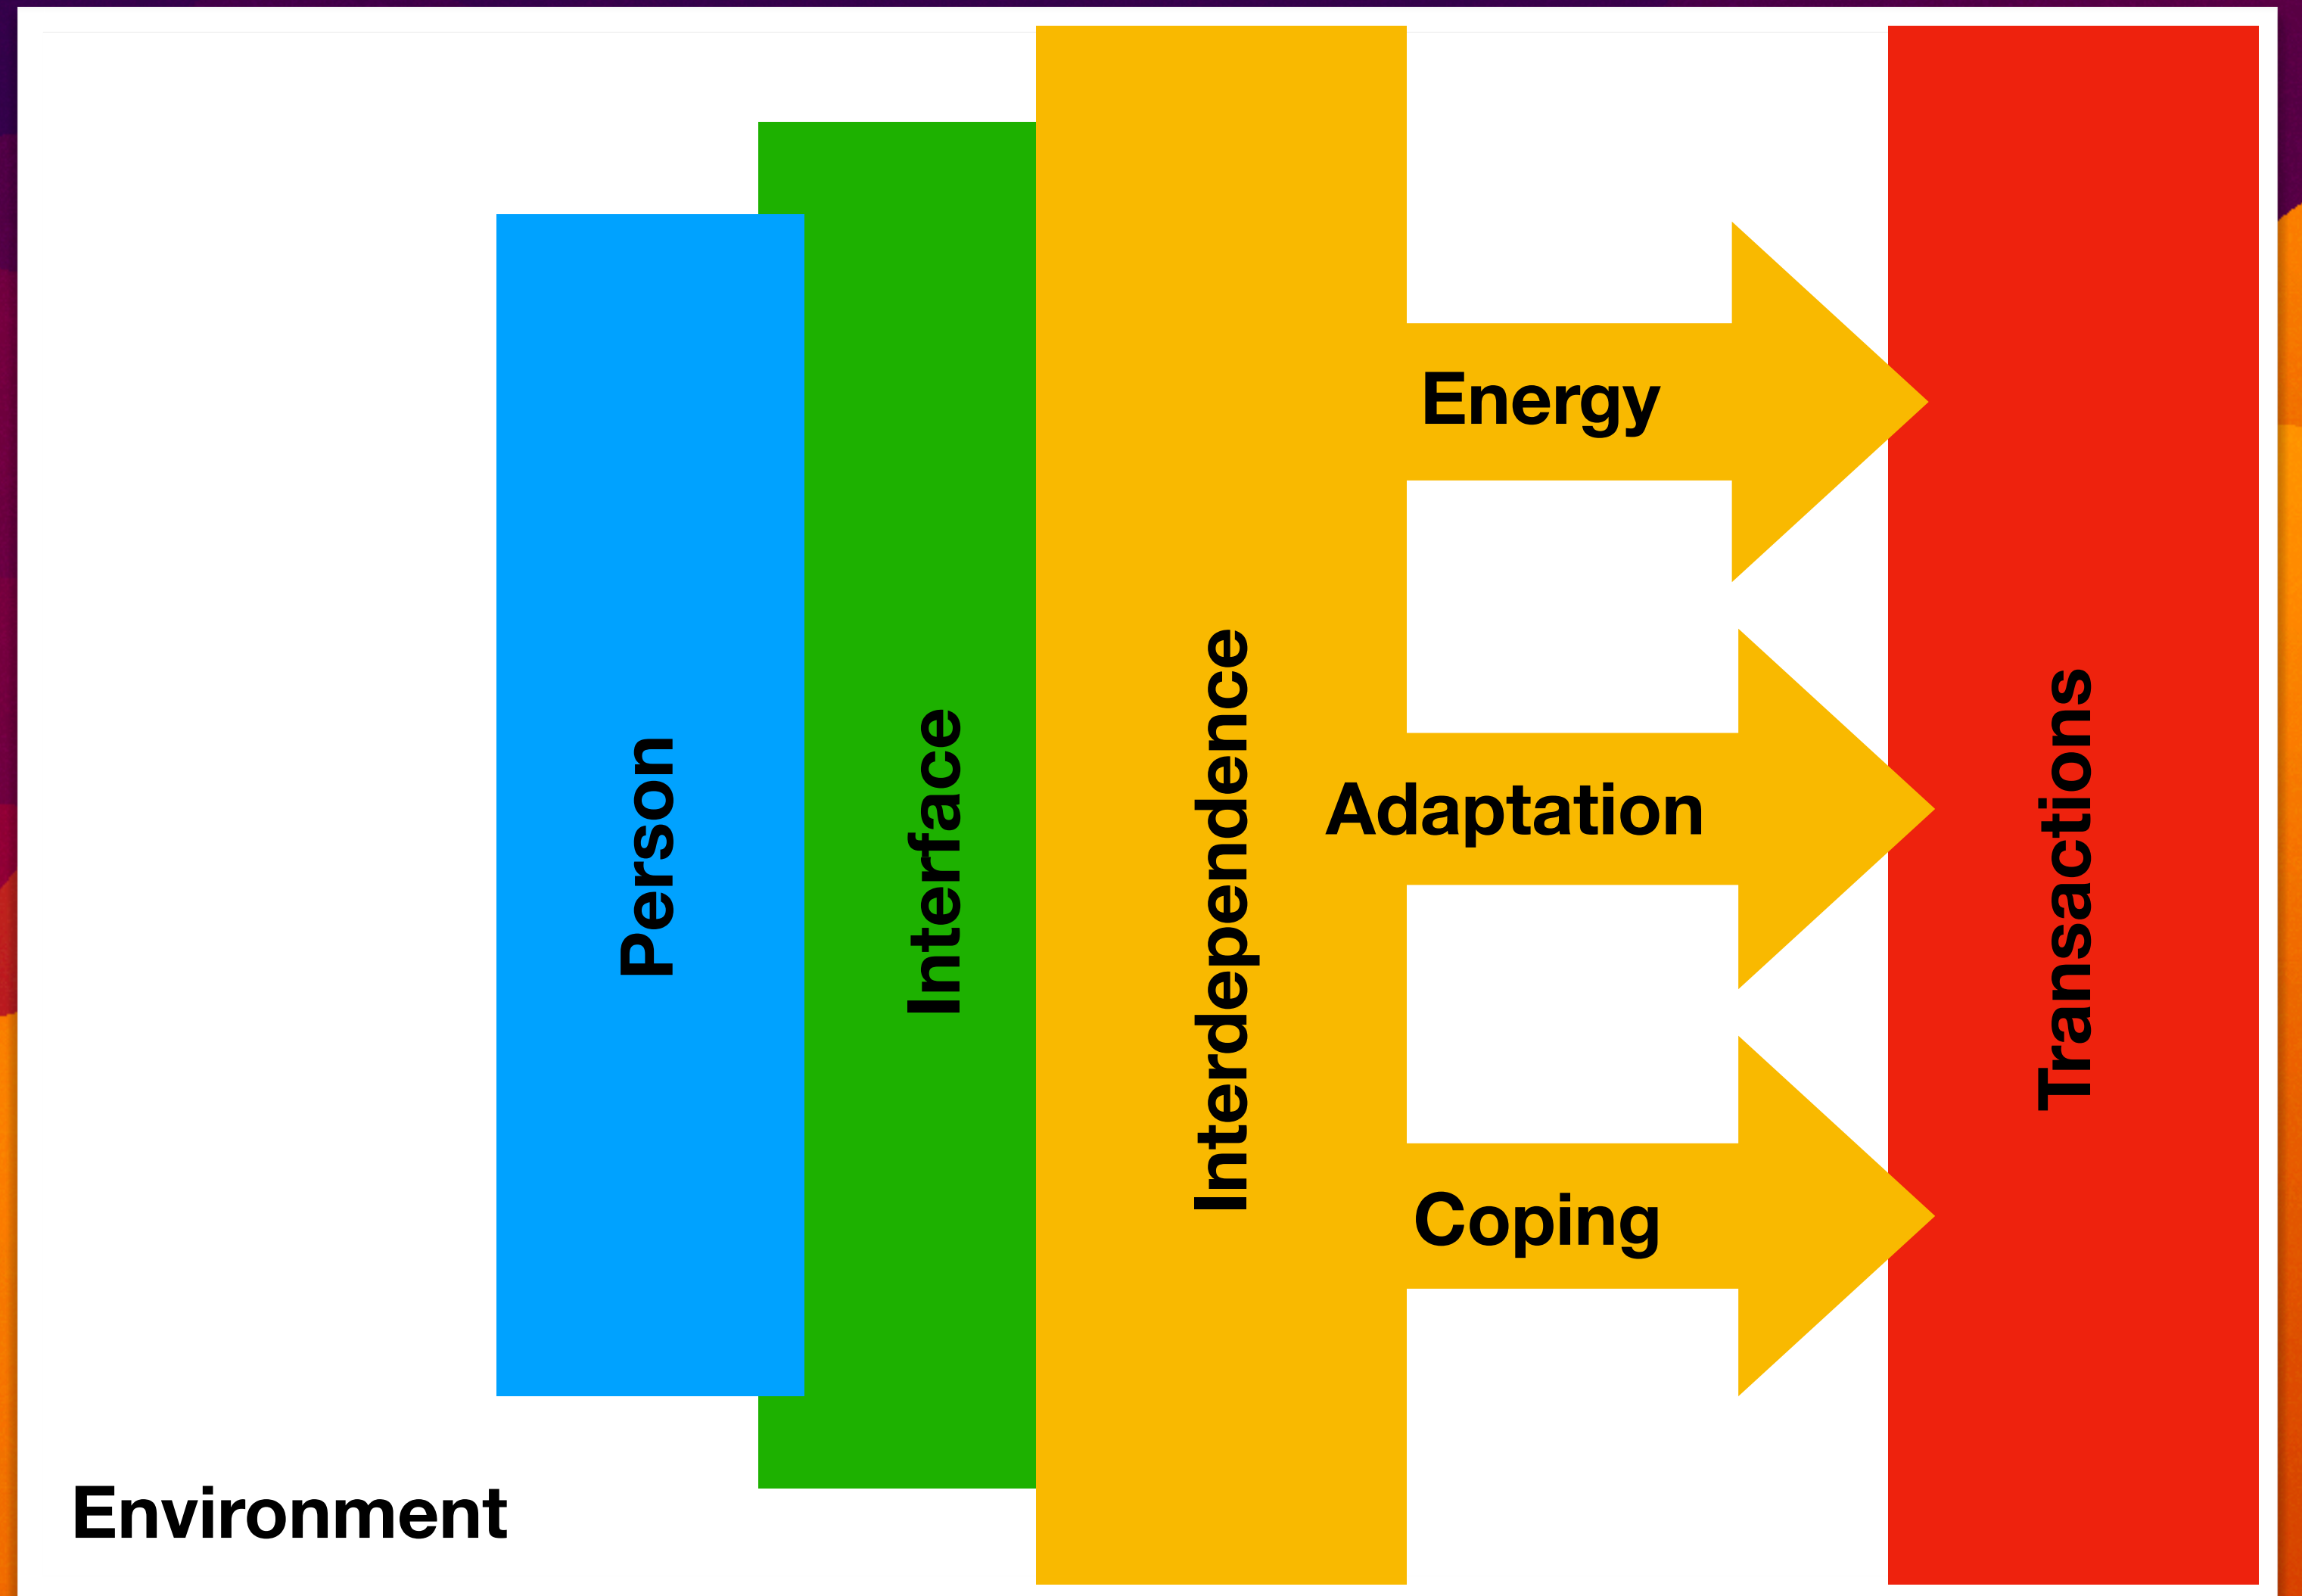 Person
Interface
Interdependence
Energy
Adaptation
Coping
Transactions
Environment